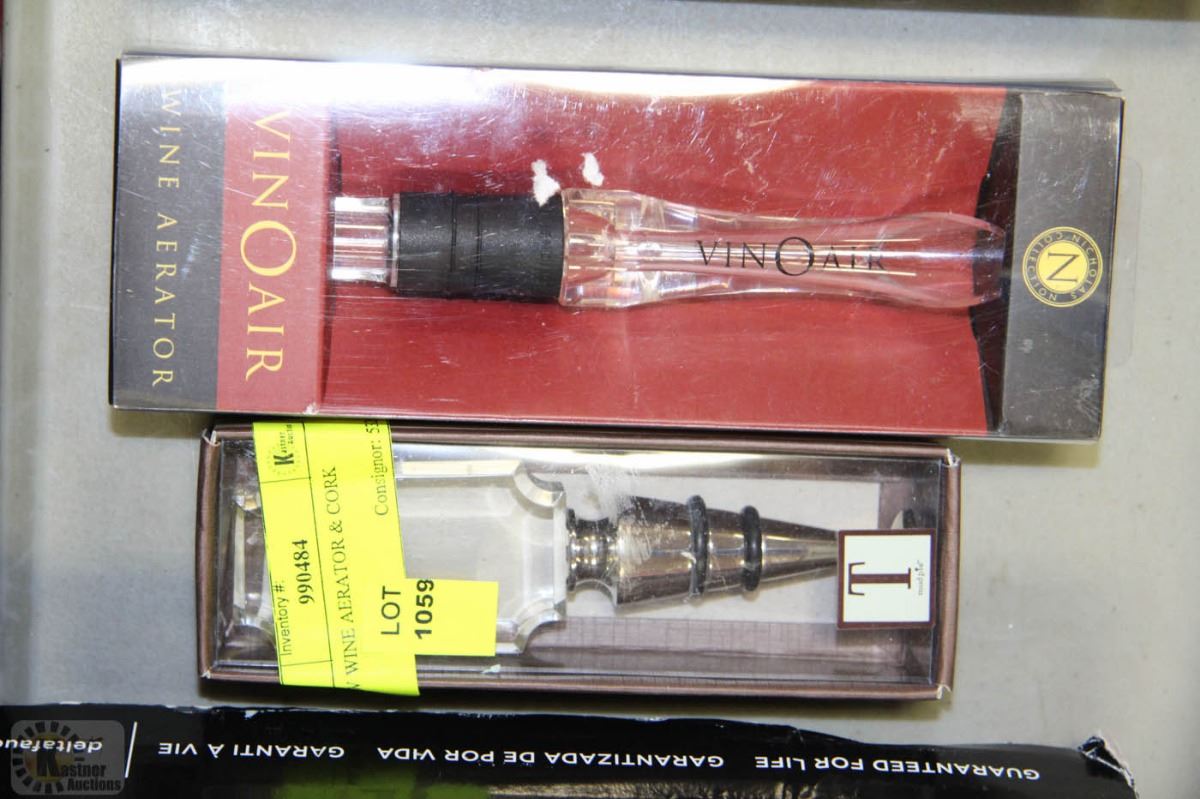 WINE AERATOR
VINOAIR
VINOAIR
NICHOLAS COLLECTION
N
Kastner
Inventory #:
990484
WINE AERATOR & CORK
Consignor:
LOT
1059
T
GUARANTEED FOR LIFE GARANTIZADA DE POR VIDA GARANTI À VIE
Kastner
Auctions